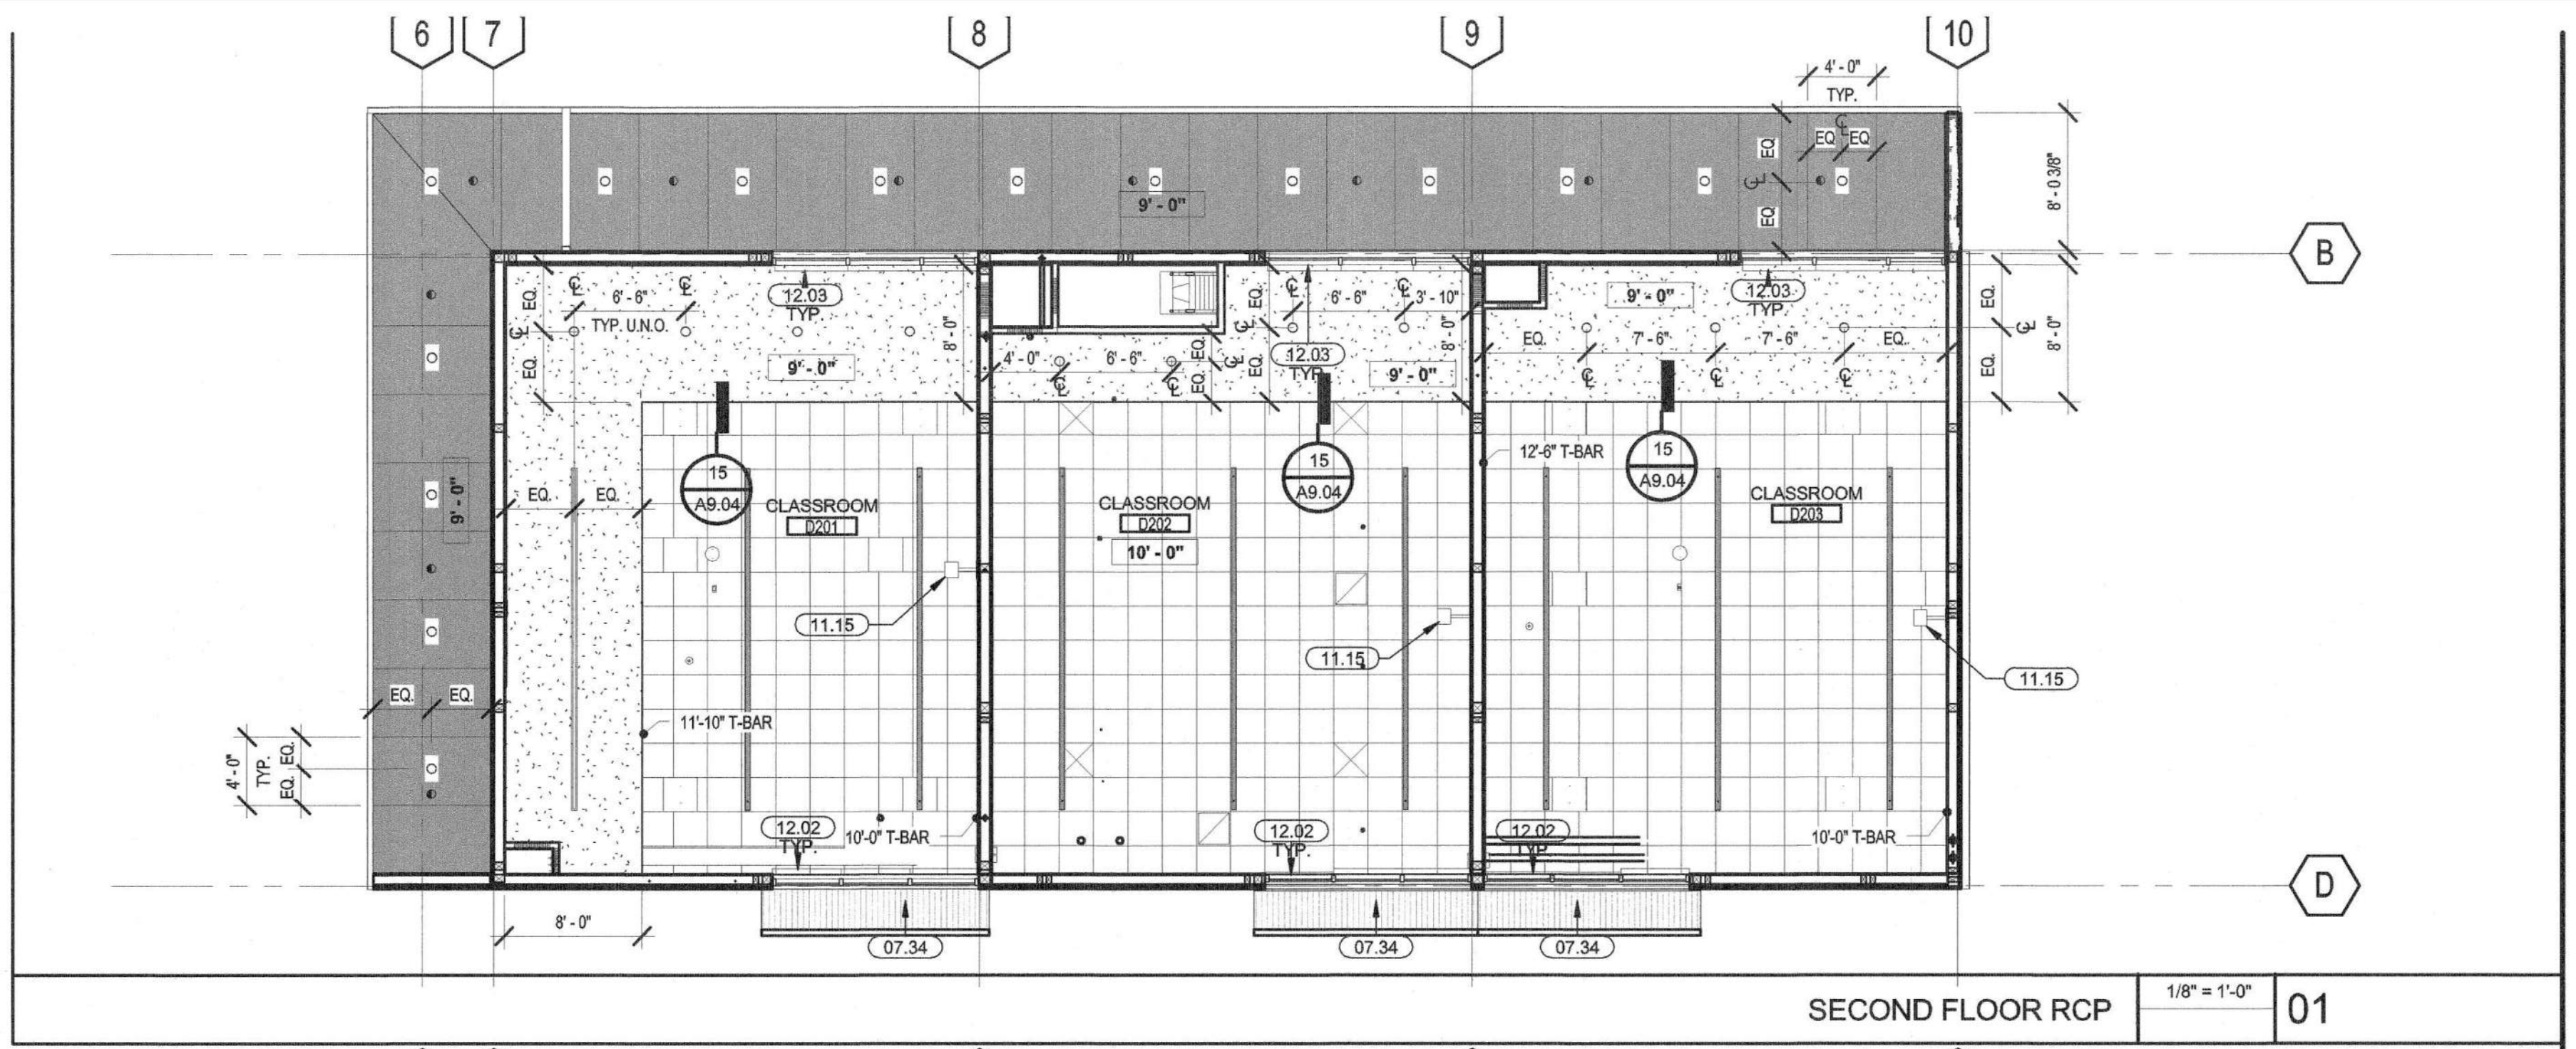 6
7
8
9
10
4' - 0"
TYP.
℄
EQ
EQ
EQ
℄
EQ
8' - 0 3/8"
9' - 0"
B
℄
℄
EQ.
6' - 6"
12.03
TYP.
TYP. U.N.O.
℄
EQ.
8' - 0"
9' - 0"
℄
℄
EQ.
6' - 6"
3' - 10"
℄
12.03
TYP.
EQ.
8' - 0"
9' - 0"
4' - 0"
6' - 6"
EQ.
℄
EQ.
℄
℄
9' - 0"
12.03
TYP.
EQ.
7' - 6"
7' - 6"
EQ.
℄
℄
℄
EQ.
℄
EQ.
8' - 0"
9' - 0"
EQ.
EQ.
15
A9.04
CLASSROOM
D201
CLASSROOM
D202
10' - 0"
15
A9.04
12'-6" T-BAR
15
A9.04
CLASSROOM
D203
11.15
11.15
11.15
EQ.
EQ.
11'-10" T-BAR
4' - 0"
TYP.
EQ.
EQ.
12.02
TYP.
10'-0" T-BAR
12.02
TYP.
12.02
TYP.
10'-0" T-BAR
D
8' - 0"
07.34
07.34
07.34
SECOND FLOOR RCP
1/8" = 1'-0"
01